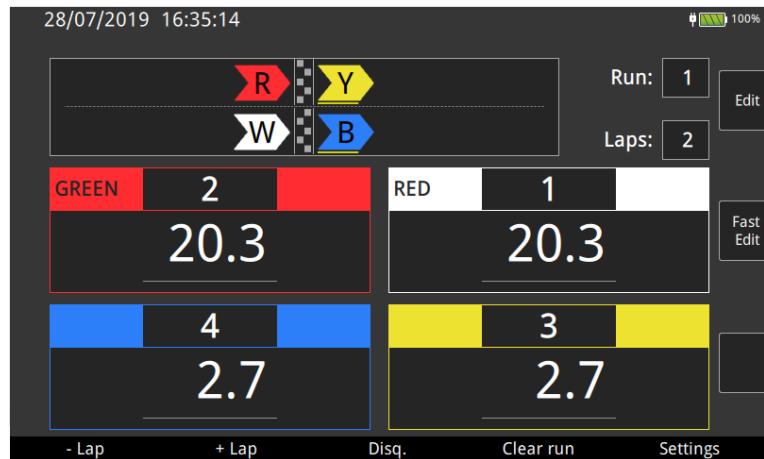 28/07/2019 16:35:14 100%
R Y Run: 1
Edit
W B Laps: 2
GREEN 2 RED 1
20.3 20.3
Fast
Edit
4 3
2.7 2.7
- Lap + Lap Disq. Clear run Settings